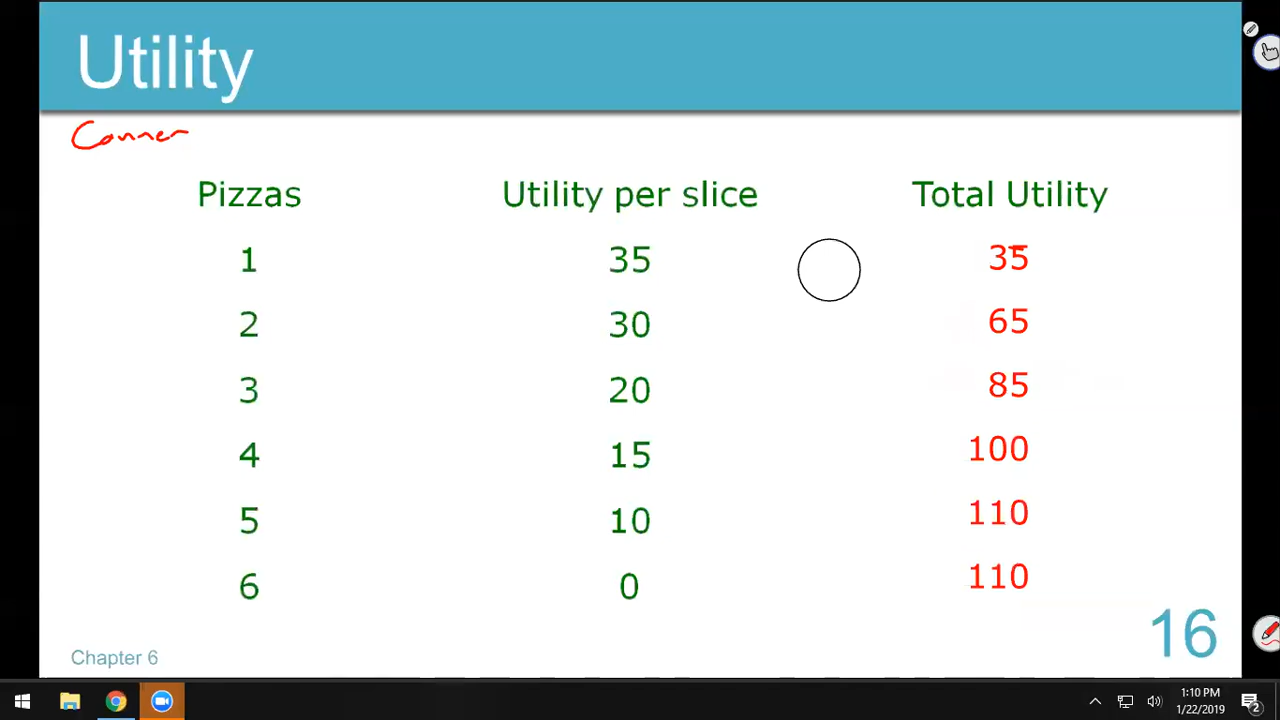 Utility
Conner
Pizzas Utility per slice Total Utility
1 35 35
2 30 65
3 20 85
4 15 100
5 10 110
6 0 110
Chapter 6
16
1:10 PM
1/22/2019
2